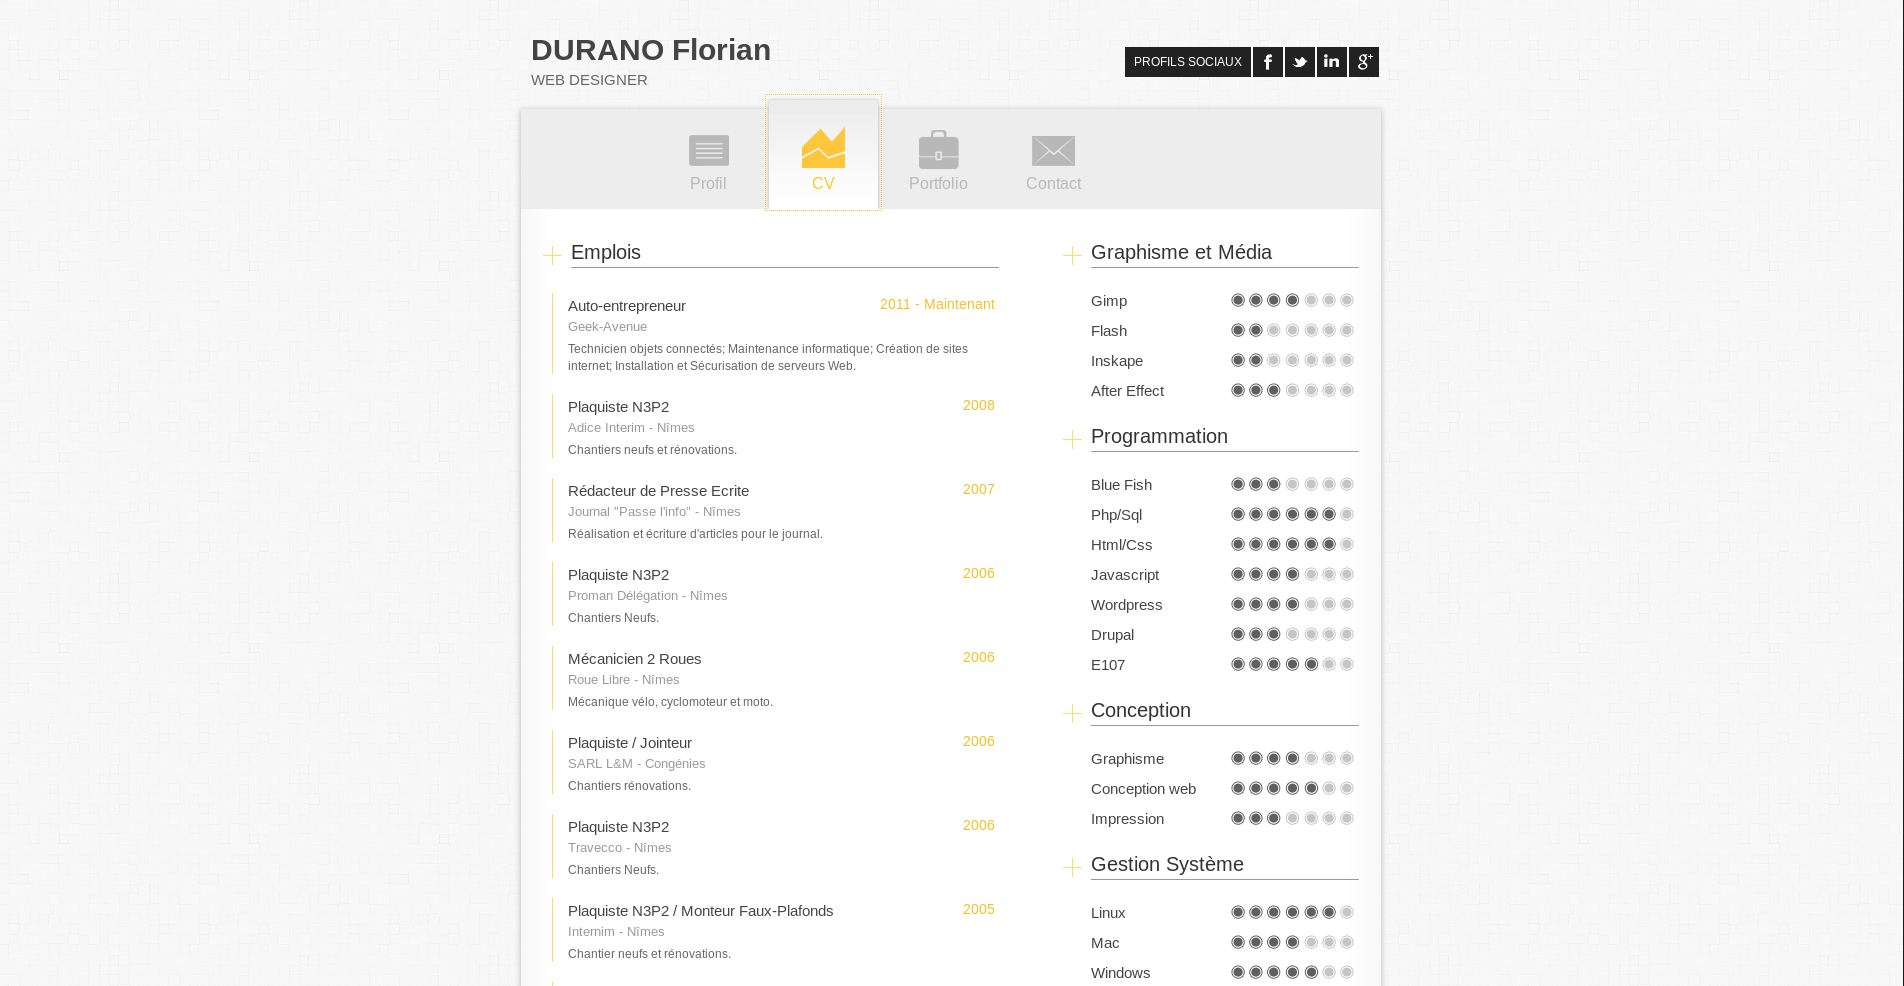 DURANO Florian
WEB DESIGNER
PROFILS SOCIAUX
Profil
CV
Portfolio
Contact
Emplois
Auto-entrepreneur
2011 - Maintenant
Geek-Avenue
Technicien objets connectés; Maintenance informatique; Création de sites
internet; Installation et Sécurisation de serveurs Web.
Plaquiste N3P2
2008
Adice Interim - Nîmes
Chantiers neufs et rénovations.
Rédacteur de Presse Ecrite
2007
Journal "Passe l'info" - Nîmes
Réalisation et écriture d'articles pour le journal.
Plaquiste N3P2
2006
Proman Délégation - Nîmes
Chantiers Neufs.
Mécanicien 2 Roues
2006
Roue Libre - Nîmes
Mécanique vélo, cyclomoteur et moto.
Plaquiste / Jointeur
2006
SARL L&M - Congénies
Chantiers rénovations.
Plaquiste N3P2
2006
Travecco - Nîmes
Chantiers Neufs.
Plaquiste N3P2 / Monteur Faux-Plafonds
2005
Internim - Nîmes
Chantier neufs et rénovations.
Graphisme et Média
Gimp
Flash
Inskape
After Effect
Programmation
Blue Fish
Php/Sql
Html/Css
Javascript
Wordpress
Drupal
E107
Conception
Graphisme
Conception web
Impression
Gestion Système
Linux
Mac
Windows